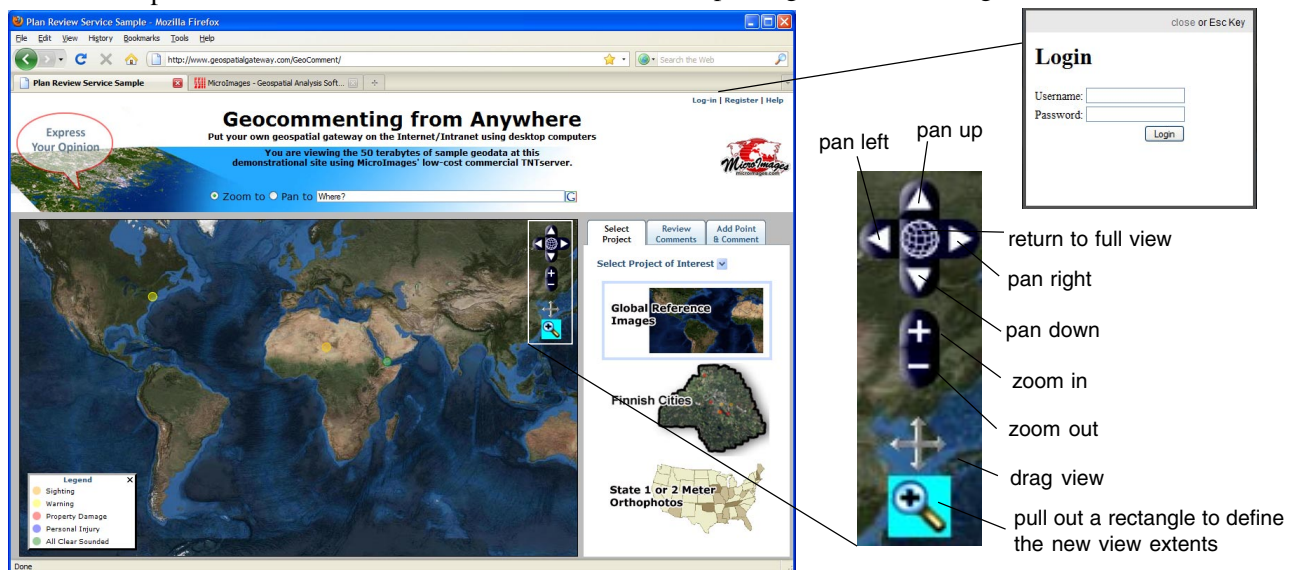 Plan Review Service Sample - Mozilla Firefox
File Edit View History Bookmarks Tools Help
http://www.geospatialgateway.com/GeoComment/
Search the Web
Plan Review Service Sample
MicroImages - Geospatial Analysis Soft...
Log-in | Register | Help
Express
Your Opinion
Geocommenting from Anywhere
Put your own geospatial gateway on the Internet/Intranet using desktop computers
You are viewing the 50 terabytes of sample geodata at this
demonstrational site using MicroImages' low-cost commercial TNTserver.
MicroImages
microimages.com
Zoom to Pan to Where? G
Select
Project
Review
Comments
Add Point
& Comment
Select Project of Interest
Global Reference
Images
Finnish Cities
State 1 or 2 Meter
Orthophotos
Legend X
Sighting
Warning
Property Damage
Personal Injury
All Clear Sounded
Done
close or Esc Key
Login
Username:
Password:
Login
pan left
pan up
return to full view
pan right
pan down
zoom in
zoom out
drag view
pull out a rectangle to define
the new view extents